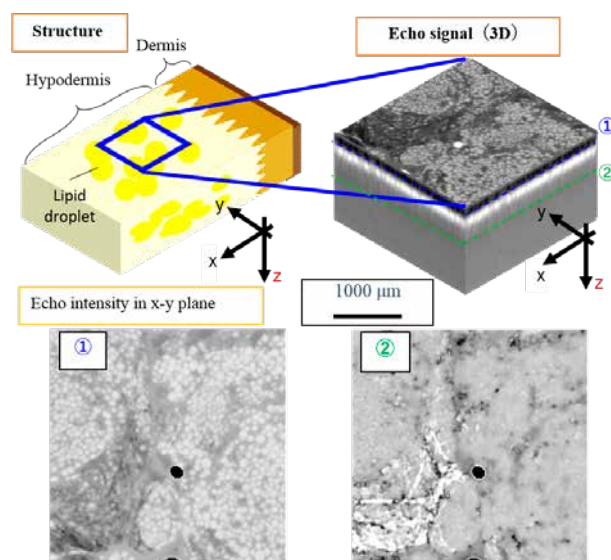 Structure
Echo signal（3D）
Dermis
Hypodermis
①
②
Lipid
droplet
y
x
z
y
x
z
Echo intensity in x-y plane
1000 μm
①
②